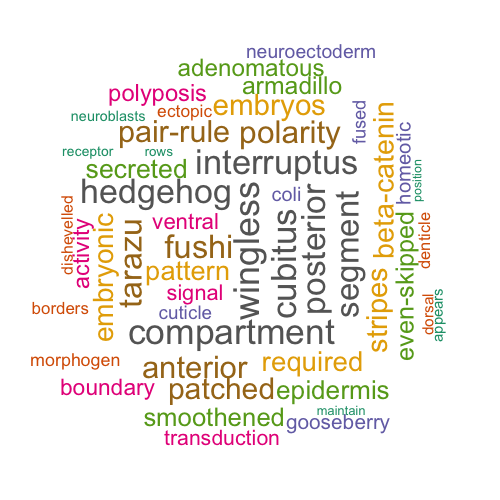 neuroectoderm
adenomatous
armadillo
polyposis
ectopic
embryos
neuroblasts
fused
pair-rule
polarity
beta-catenin
homeotic
receptor
rows
interruptus
position
secreted
hedgehog
coli
wingless
cubitus
posterior
segment
dishevelled
activity
embryonic
tarazu
ventral
fushi
pattern
signal
cuticle
stripes
even-skipped
denticle
dorsal
appears
borders
compartment
morphogen
anterior
required
boundary
patched
epidermis
maintain
smoothened
gooseberry
transduction